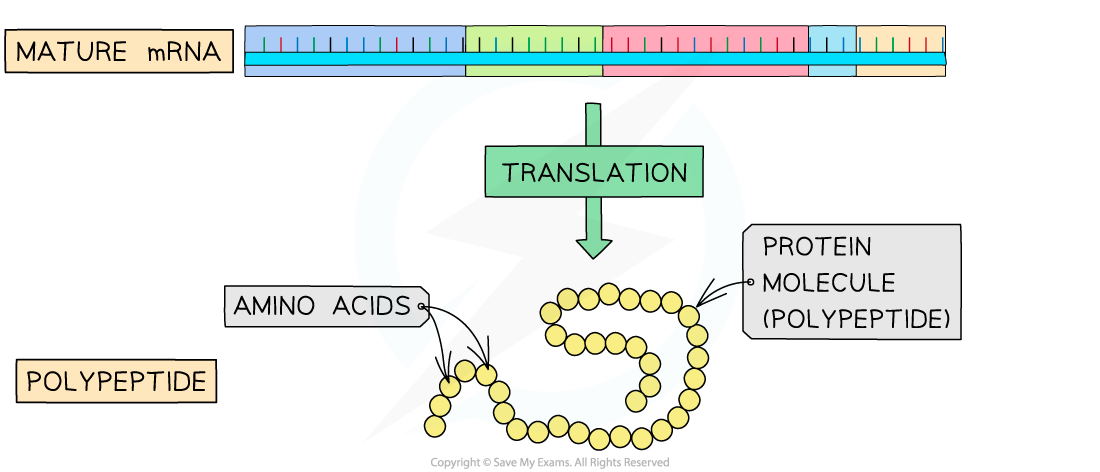 MATURE mRNA
TRANSLATION
PROTEIN
MOLECULE
(POLYPEPTIDE)
AMINO ACIDS
POLYPEPTIDE
Copyright © Save My Exams. All Rights Reserved